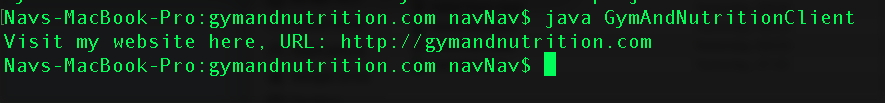 Navs-MacBook-Pro:gymandnutrition.com navNav$ java GymAndNutritionClient
Visit my website here, URL: http://gymandnutrition.com
Navs-MacBook-Pro:gymandnutrition.com navNav$